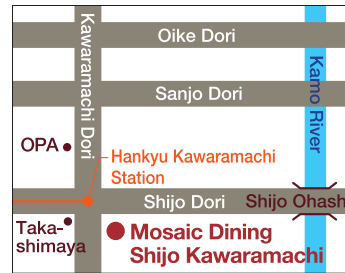 Oike Dori
Kawaramachi Dori
Kamo River
Sanjo Dori
OPA
Hankyu Kawaramachi
Station
Shijo Dori
Shijo Ohash
Taka-
shimaya
Mosaic Dining
Shijo Kawaramachi